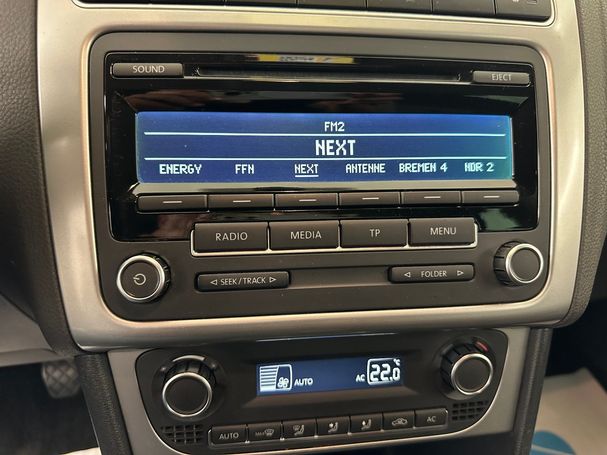 SOUND
EJECT
FM2
NEXT
ENERGY FFN NEXT ANTENNE BREMEN 4 NDR 2
RADIO MEDIA TP MENU
◁ SEEK/TRACK ▷ ◁ FOLDER ▷
AUTO AC 22.0 °C
AUTO MAX AC